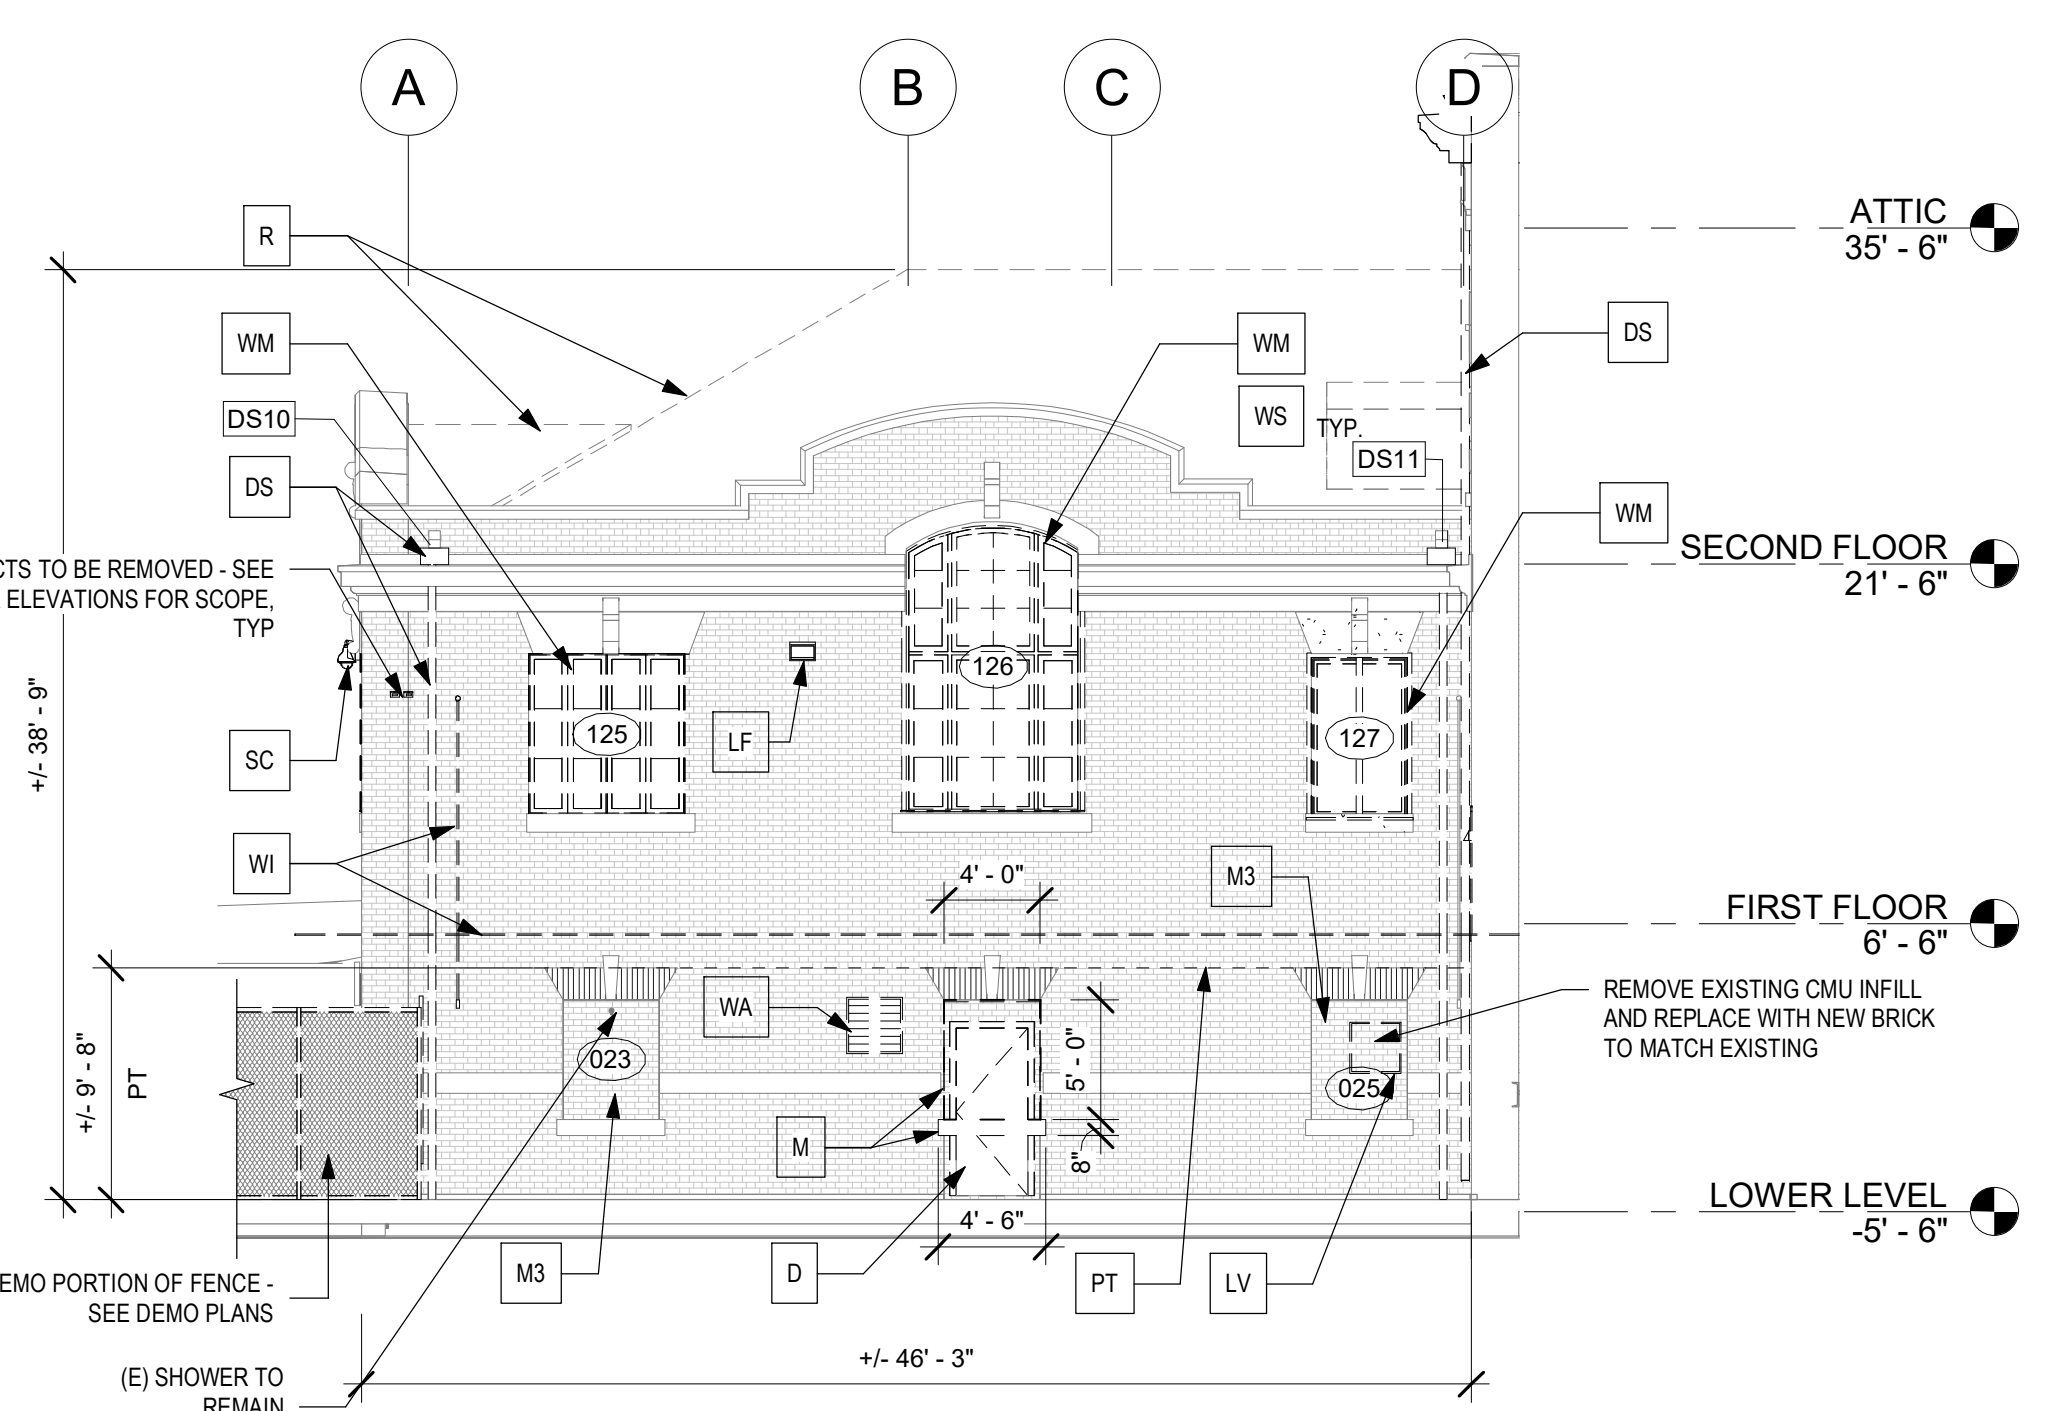 A
B
C
D
R
ATTIC
35' - 6"
WM
WM
DS
DS10
WS
TYP.
DS11
DS
WM
SECOND FLOOR
21' - 6"
TO BE REMOVED - SEE
ELEVATIONS FOR SCOPE,
TYP
126
125
127
LF
SC
+/- 38' - 9"
WI
4' - 0"
M3
FIRST FLOOR
6' - 6"
WA
REMOVE EXISTING CMU INFILL
AND REPLACE WITH NEW BRICK
TO MATCH EXISTING
023
025
5' - 0"
+/- 9' - 8"
PT
M
8"
LOWER LEVEL
-5' - 6"
4' - 6"
M3
D
PT
LV
PORTION OF FENCE -
SEE DEMO PLANS
+/- 46' - 3"
(E) SHOWER TO
REMAIN